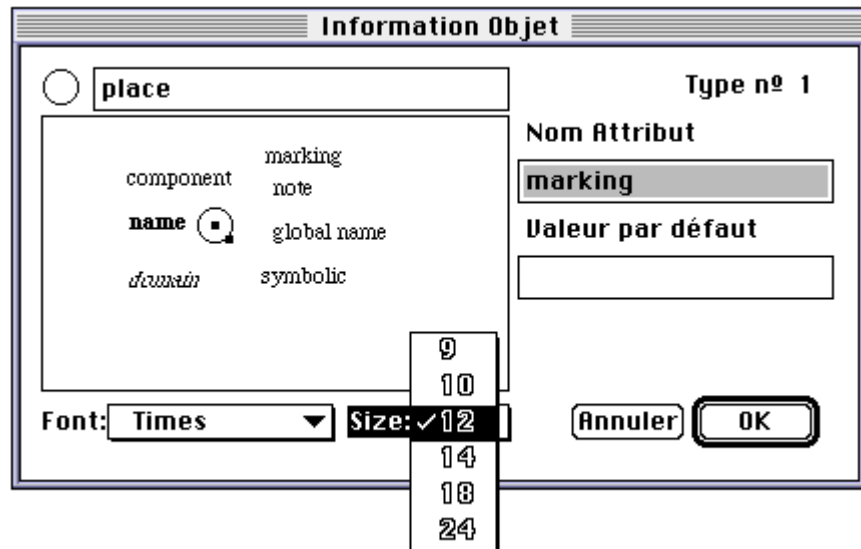 Information Objet
place
Type nº 1
marking
component
note
name
global name
domain
symbolic
Nom Attribut
marking
Valeur par défaut
Font: Times
Size: ✓12
9
10
14
18
24
Annuler
OK